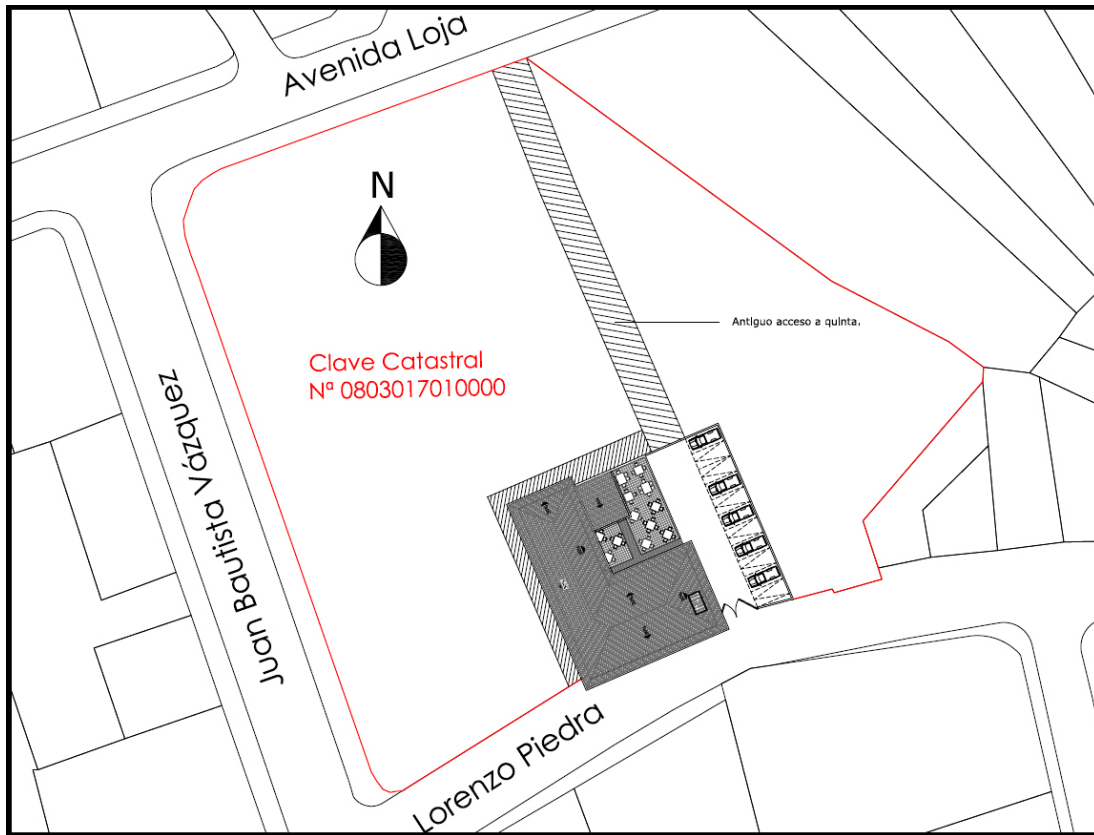 Avenida Loja
N
Antiguo acceso a quinta.
Clave Catastral
Nª 0803017010000
Juan Bautista Vázquez
Lorenzo Piedra